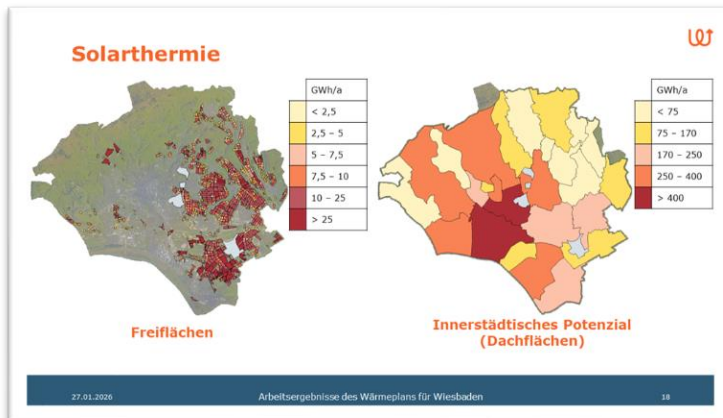 Solarthermie
GWh/a
< 2,5
2,5 – 5
5 – 7,5
7,5 – 10
10 – 25
> 25
Freiflächen
GWh/a
< 75
75 – 170
170 – 250
250 – 400
> 400
Innerstädtisches Potenzial
(Dachflächen)
27.01.2026
Arbeitsergebnisse des Wärmeplans für Wiesbaden
18